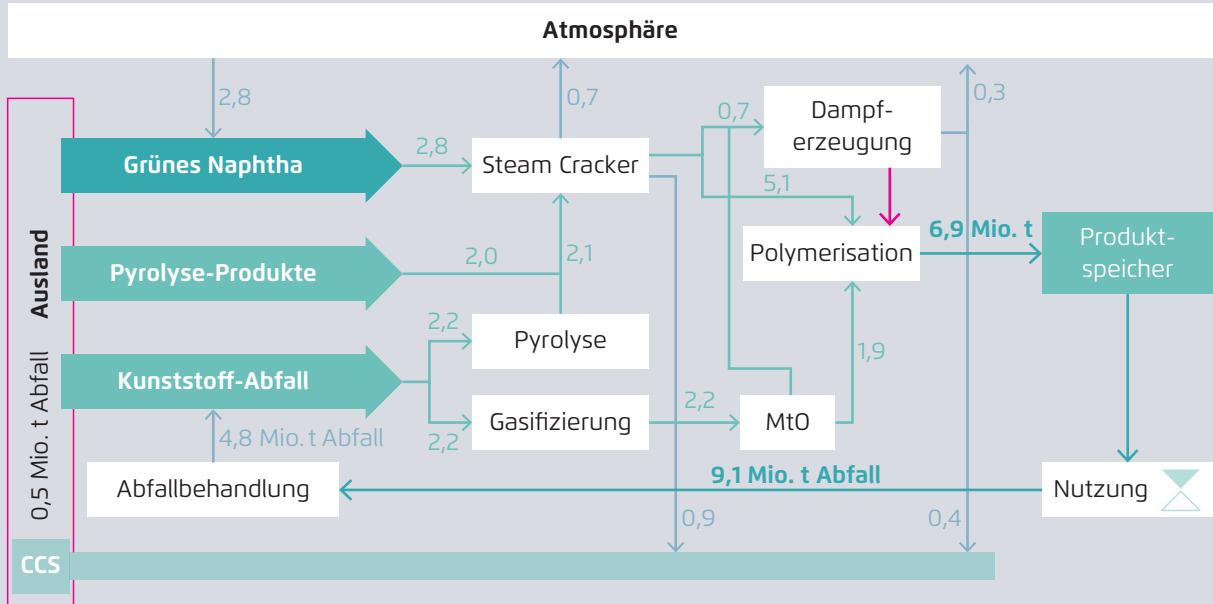 Atmosphäre
2,8
0,7
0,3
Grünes Naphtha
2,8
Steam Cracker
0,7
Dampf-
erzeugung
5,1
Ausland
0,5 Mio. t Abfall
Pyrolyse-Produkte
2,0
2,1
Polymerisation
6,9 Mio. t
Produkt-
speicher
Kunststoff-Abfall
2,2
Pyrolyse
1,9
2,2
Gasifizierung
2,2
MtO
4,8 Mio. t Abfall
Abfallbehandlung
9,1 Mio. t Abfall
Nutzung
0,9
0,4
CCS